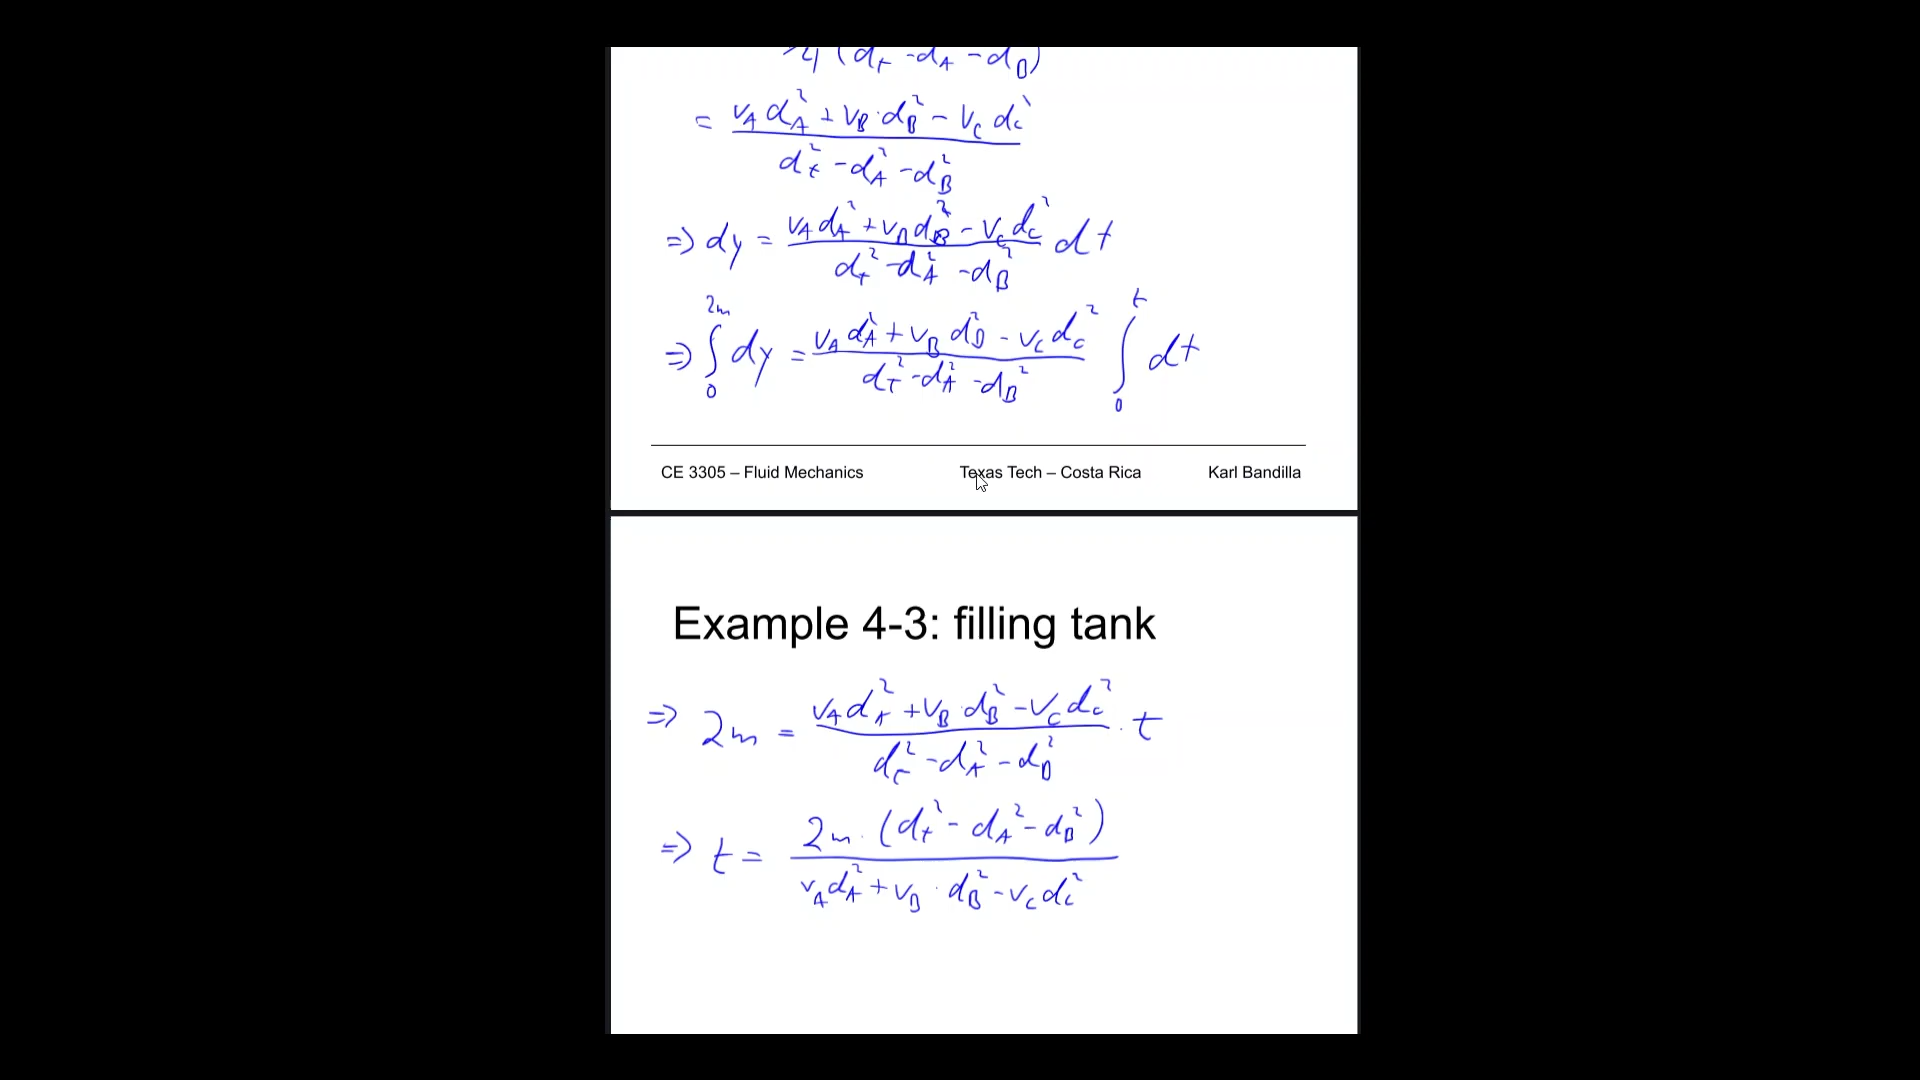 (d_t - d_A - d_B)
= (v_A d_A² + v_B · d_B² - v_C d_C²) / (d_t² - d_A² - d_B²)
=> dy = (v_A d_A² + v_B d_B² - v_C d_C²) / (d_t² - d_A² - d_B²) dt
=> ∫₀^2m dy = (v_A d_A² + v_B d_B² - v_C d_C²) / (d_T² - d_A² - d_B²) ∫₀^t dt
CE 3305 – Fluid Mechanics Texas Tech – Costa Rica Karl Bandilla
Example 4-3: filling tank
=> 2m = (v_A d_A² + v_B · d_B² - v_C d_C²) / (d_T² - d_A² - d_B²) · t
=> t = 2m · (d_t² - d_A² - d_B²) / (v_A d_A² + v_B · d_B² - v_C d_C²)